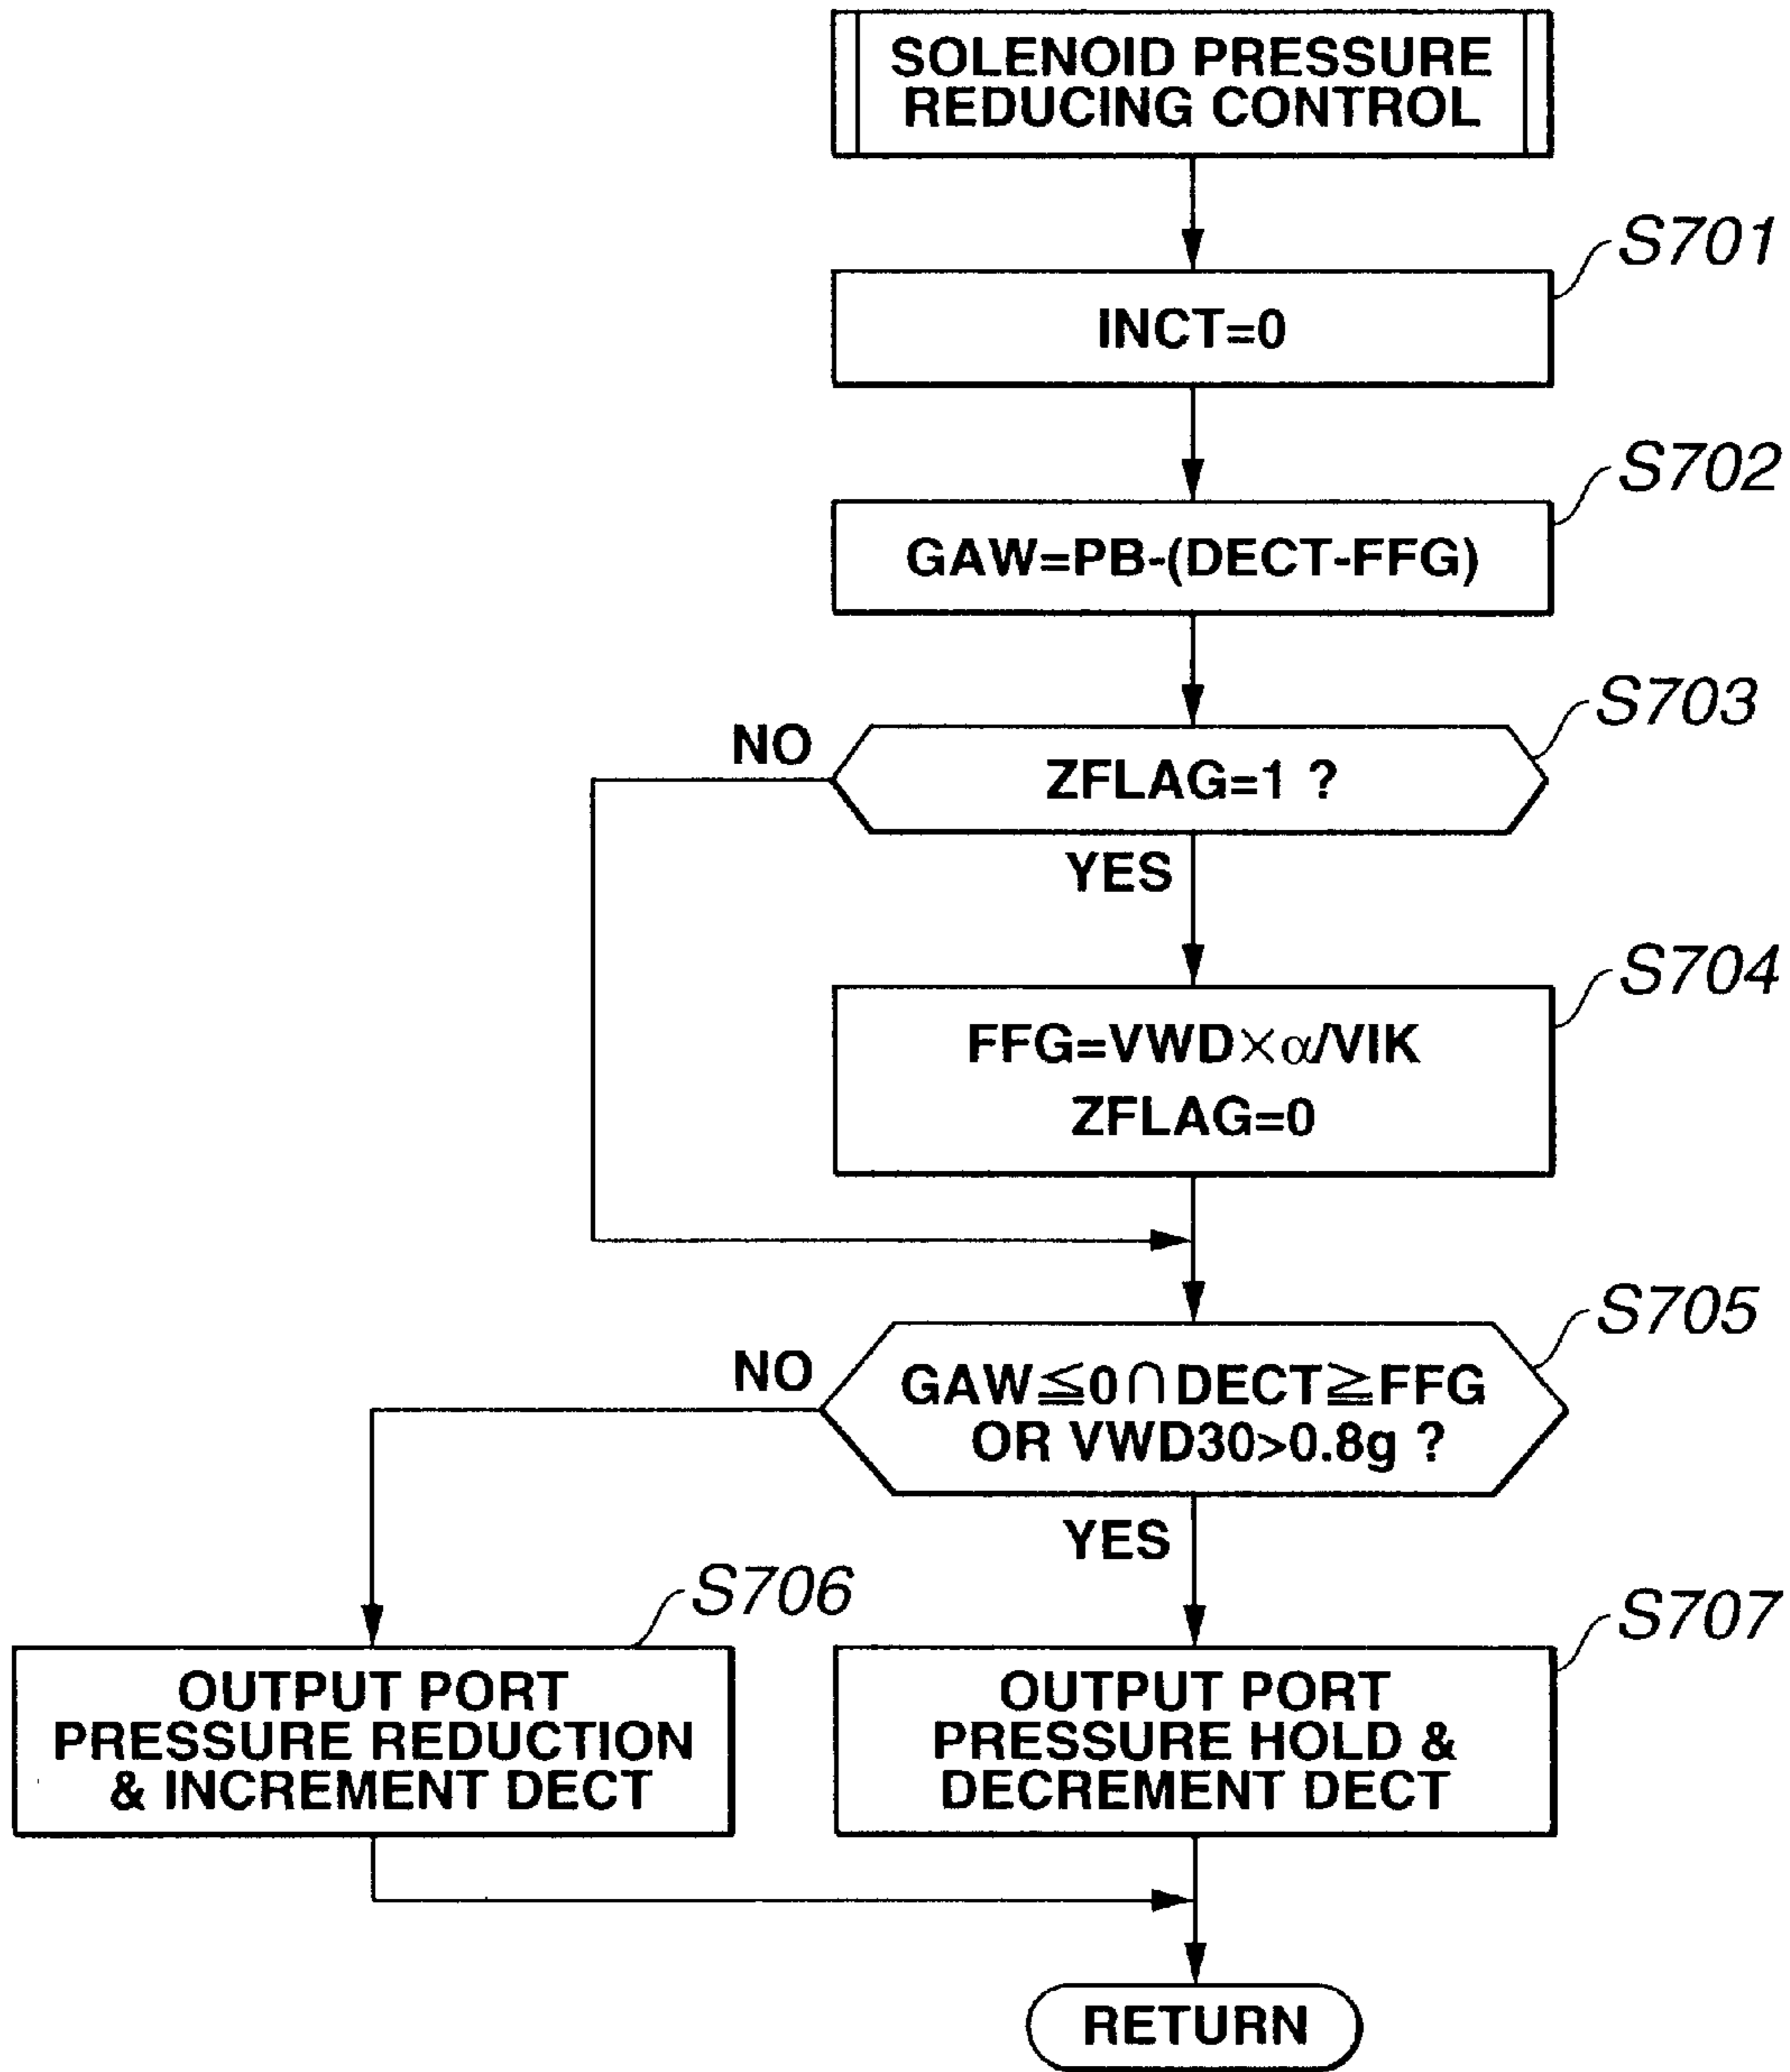 SOLENOID PRESSURE
REDUCING CONTROL
S701
INCT=0
S702
GAW=PB-(DECT-FFG)
S703
NO
ZFLAG=1 ?
YES
S704
FFG=VWD×α/VIK
ZFLAG=0
S705
NO
GAW≦0∩DECT≧FFG
OR VWD30>0.8g ?
YES
S706
S707
OUTPUT PORT
PRESSURE REDUCTION
& INCREMENT DECT
OUTPUT PORT
PRESSURE HOLD &
DECREMENT DECT
RETURN